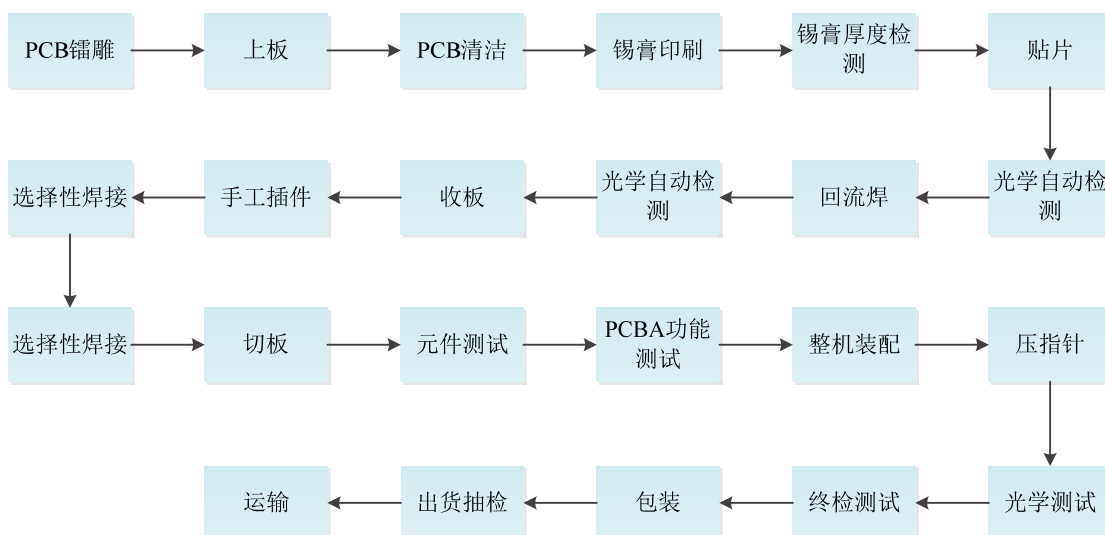 PCB镭雕
上板
PCB清洁
锡膏印刷
锡膏厚度检
测
贴片
光学自动检
测
回流焊
光学自动检
测
收板
手工插件
选择性焊接
选择性焊接
切板
元件测试
PCBA功能
测试
整机装配
压指针
光学测试
终检测试
包装
出货抽检
运输